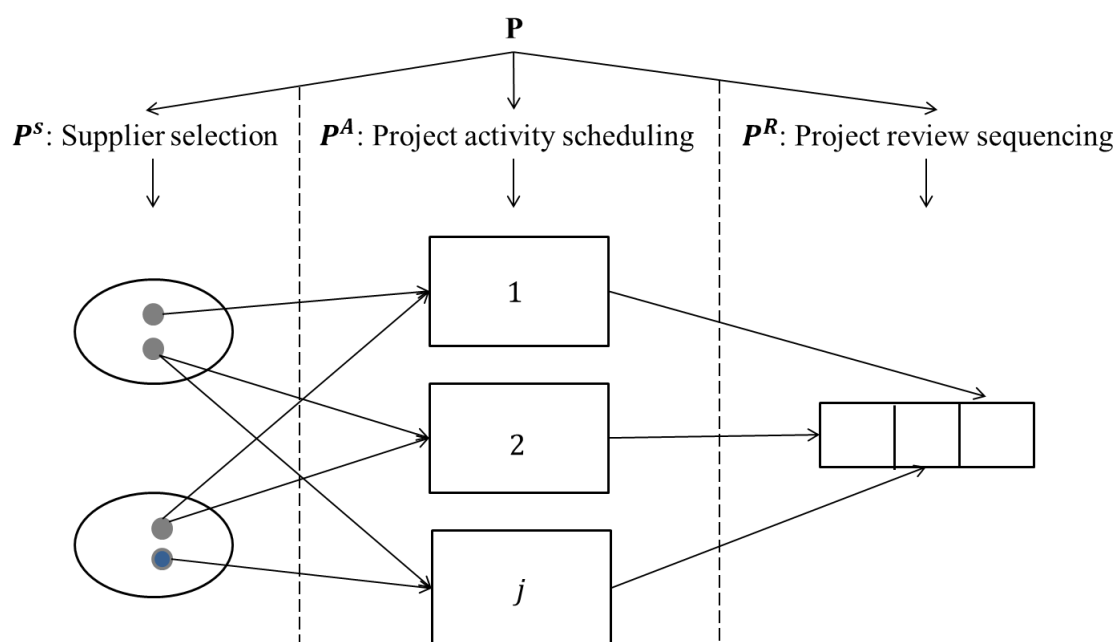 P
P^s: Supplier selection P^A: Project activity scheduling P^R: Project review sequencing
1
2
j